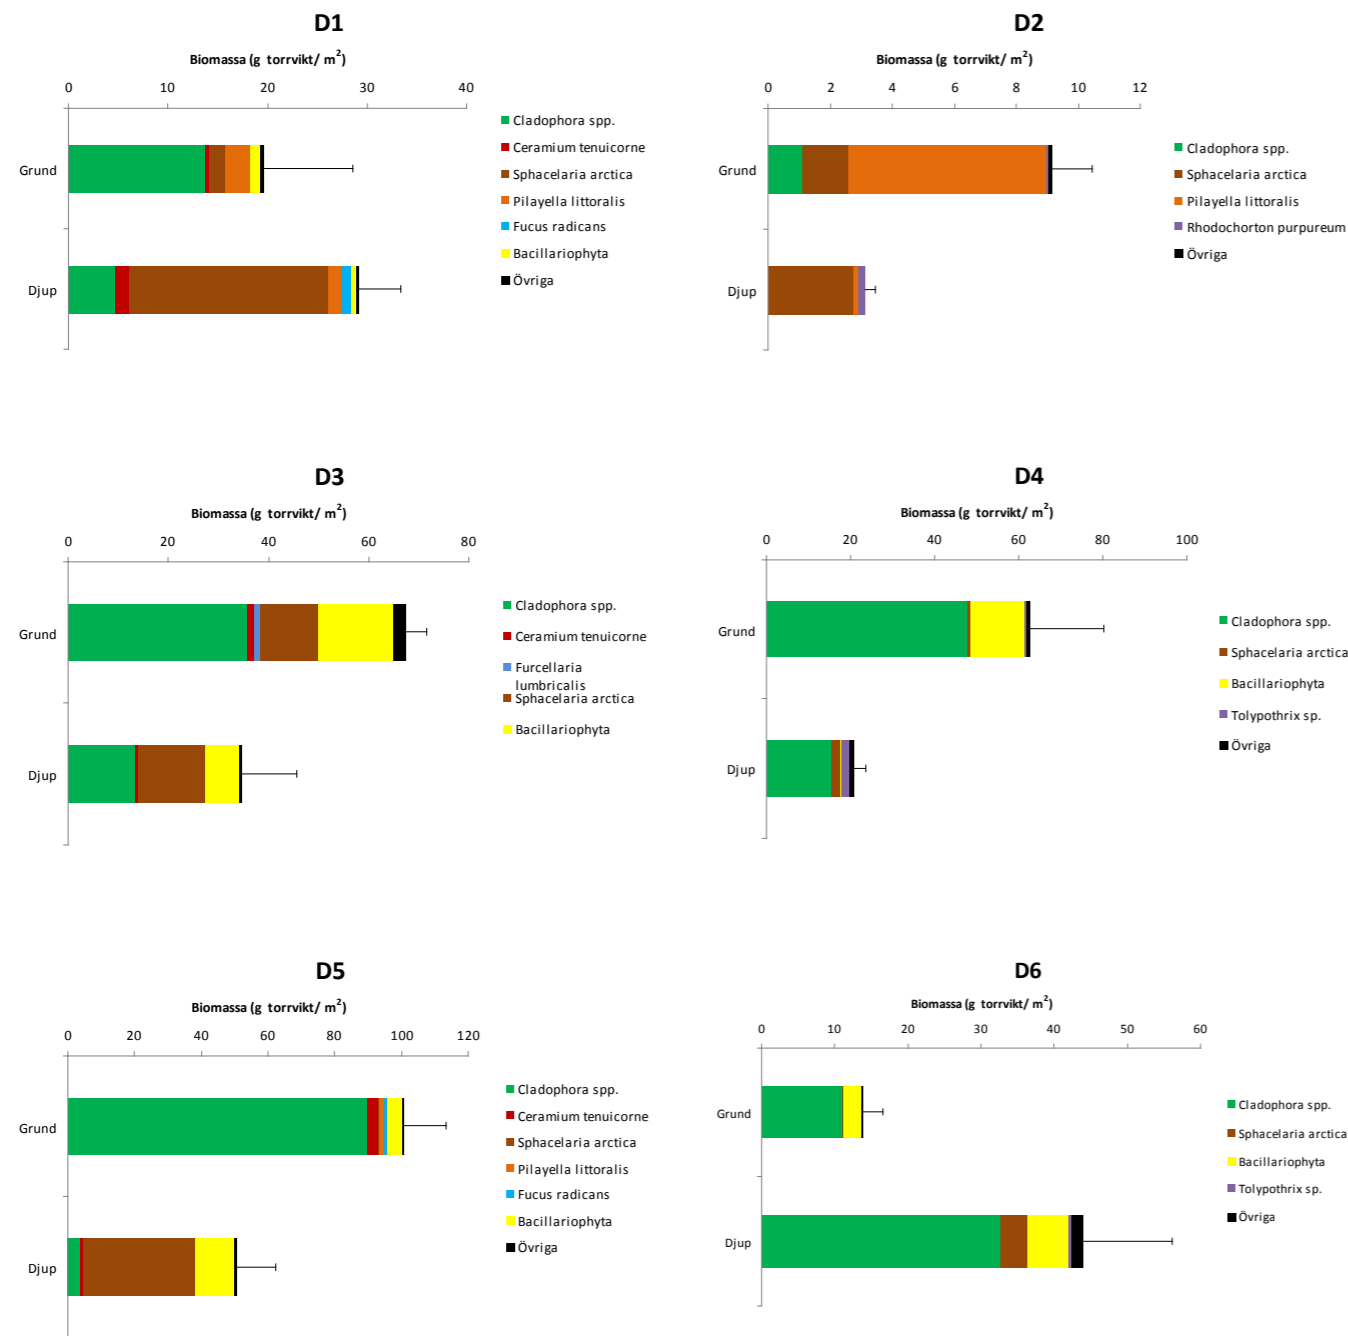 D1
Biomassa (g torrvikt/ m²)
0 10 20 30 40
Grund
Djup
Cladophora spp.
Ceramium tenuicorne
Sphacelaria arctica
Pilayella littoralis
Fucus radicans
Bacillariophyta
Övriga
D2
Biomassa (g torrvikt/ m²)
0 2 4 6 8 10 12
Grund
Djup
Cladophora spp.
Sphacelaria arctica
Pilayella littoralis
Rhodochorton purpureum
Övriga
D3
Biomassa (g torrvikt/ m²)
0 20 40 60 80
Grund
Djup
Cladophora spp.
Ceramium tenuicorne
Furcellaria
lumbricalis
Sphacelaria arctica
Bacillariophyta
D4
Biomassa (g torrvikt/ m²)
0 20 40 60 80 100
Grund
Djup
Cladophora spp.
Sphacelaria arctica
Bacillariophyta
Tolypothrix sp.
Övriga
D5
Biomassa (g torrvikt/ m²)
0 20 40 60 80 100 120
Grund
Djup
Cladophora spp.
Ceramium tenuicorne
Sphacelaria arctica
Pilayella littoralis
Fucus radicans
Bacillariophyta
Övriga
D6
Biomassa (g torrvikt/ m²)
0 10 20 30 40 50 60
Grund
Djup
Cladophora spp.
Sphacelaria arctica
Bacillariophyta
Tolypothrix sp.
Övriga